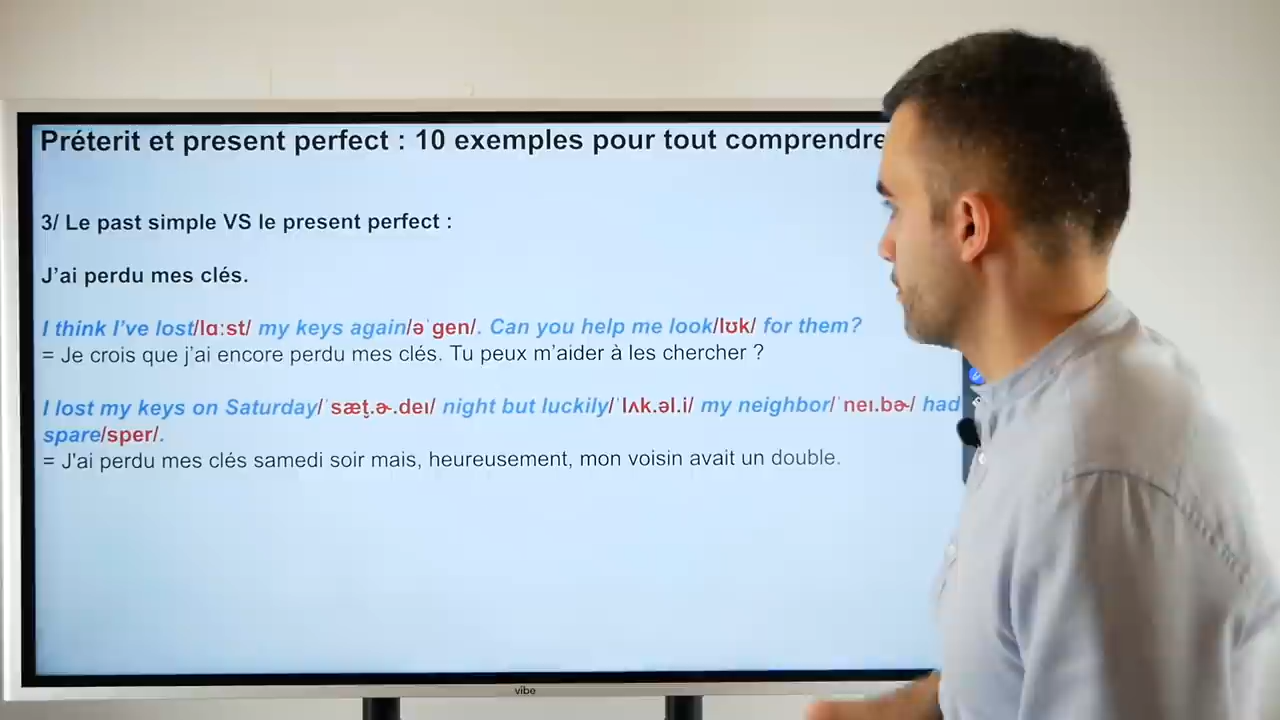 Préterit et present perfect : 10 exemples pour tout comprendre
3/ Le past simple VS le present perfect :
J’ai perdu mes clés.
I think I’ve lost/lɑːst/ my keys again/əˈgen/. Can you help me look/lʊk/ for them?
= Je crois que j’ai encore perdu mes clés. Tu peux m’aider à les chercher ?
I lost my keys on Saturday/ˈsæt̬.ɚ.deɪ/ night but luckily/ˈlʌk.əl.i/ my neighbor/ˈneɪ.bɚ/ had
spare/sper/.
= J'ai perdu mes clés samedi soir mais, heureusement, mon voisin avait un double.
vibe